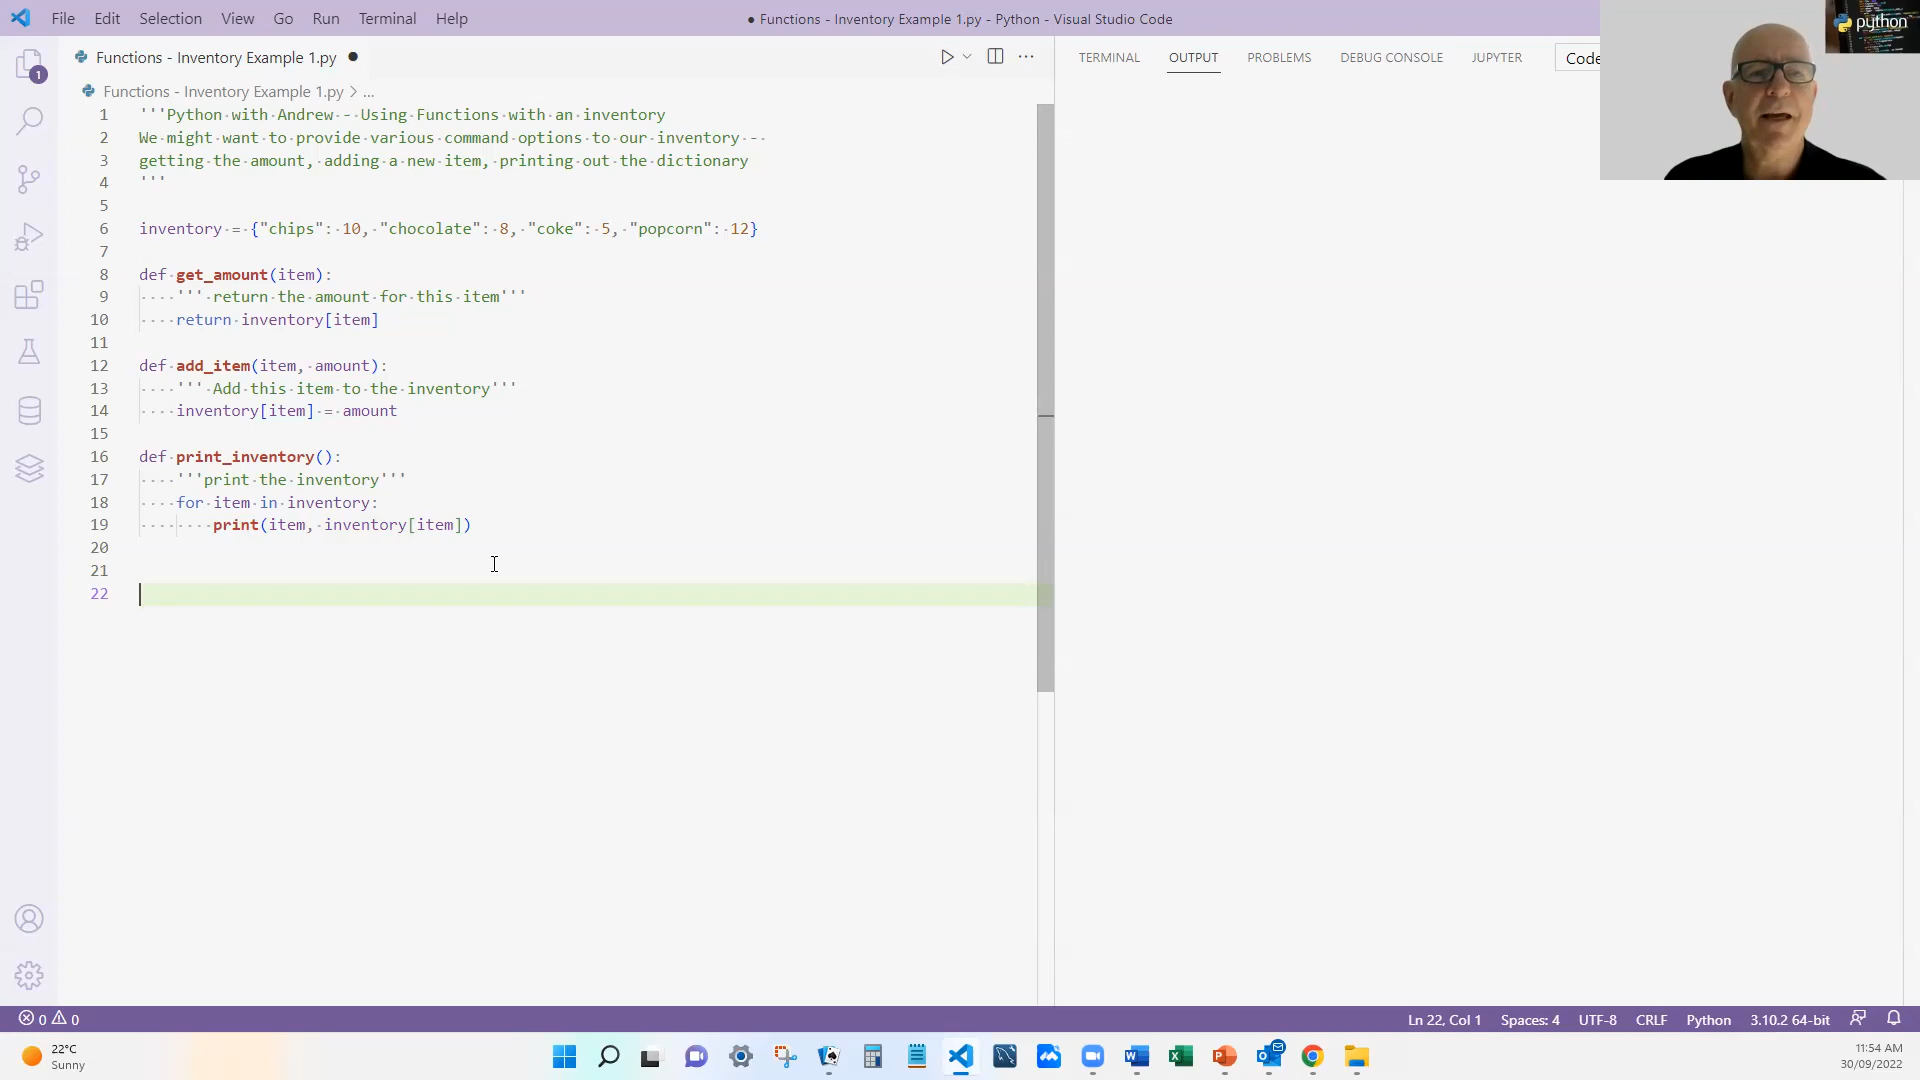 File Edit Selection View Go Run Terminal Help
● Functions - Inventory Example 1.py - Python - Visual Studio Code
python
Functions - Inventory Example 1.py ●
TERMINAL OUTPUT PROBLEMS DEBUG CONSOLE JUPYTER Code
Functions - Inventory Example 1.py > ...
1 '''Python with Andrew -- Using Functions with an inventory
2 We might want to provide various command options to our inventory --
3 getting the amount, adding a new item, printing out the dictionary
4 '''
5
6 inventory = {"chips": 10, "chocolate": 8, "coke": 5, "popcorn": 12}
7
8 def get_amount(item):
9 ''' return the amount for this item'''
10 return inventory[item]
11
12 def add_item(item, amount):
13 ''' Add this item to the inventory'''
14 inventory[item] = amount
15
16 def print_inventory():
17 '''print the inventory'''
18 for item in inventory:
19 print(item, inventory[item])
20
21
22
1
0 0
Ln 22, Col 1 Spaces: 4 UTF-8 CRLF Python 3.10.2 64-bit
22°C
Sunny
11:54 AM
30/09/2022